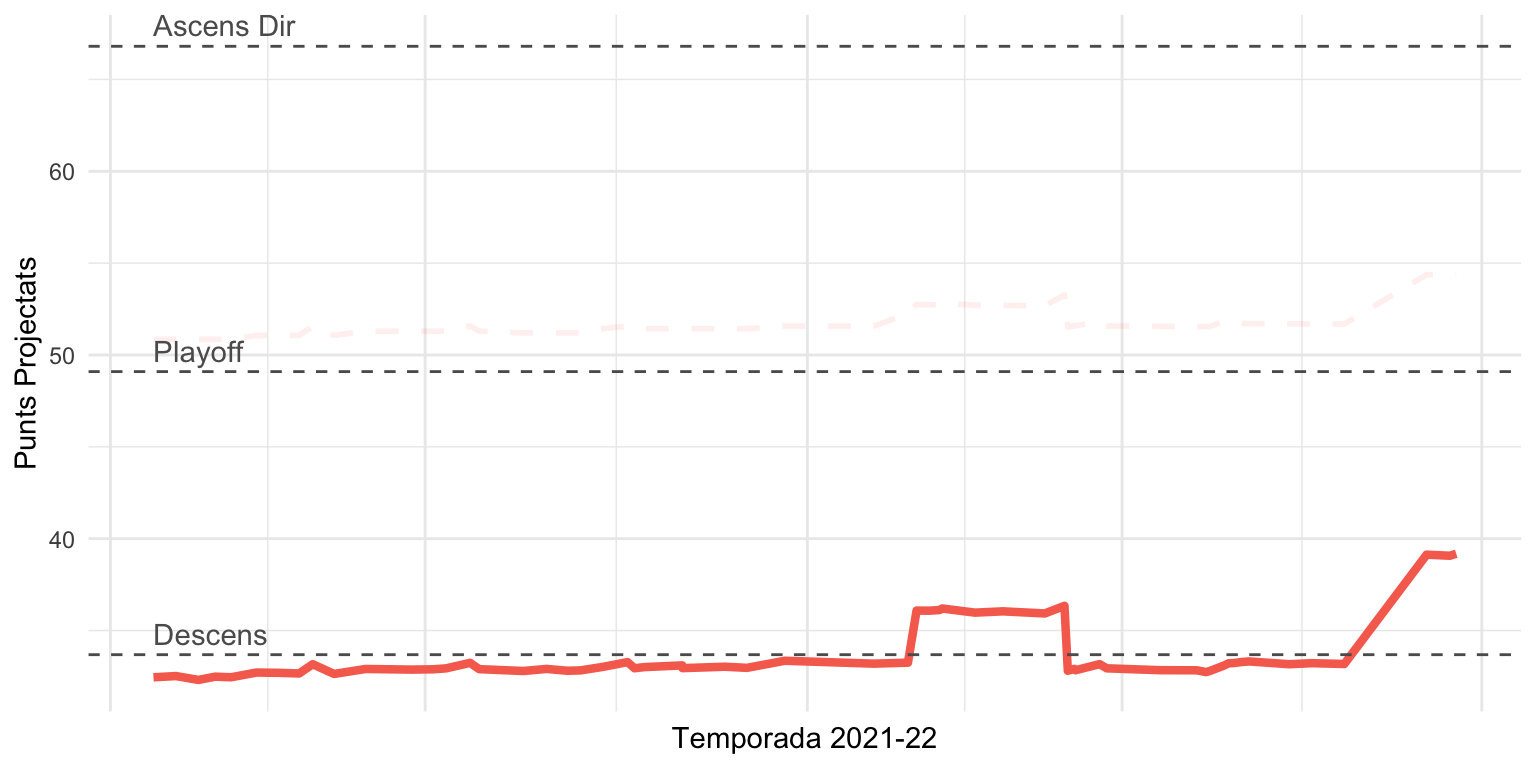 Ascens Dir
60
Playoff
50
40
Descens
Punts Projectats
Temporada 2021-22